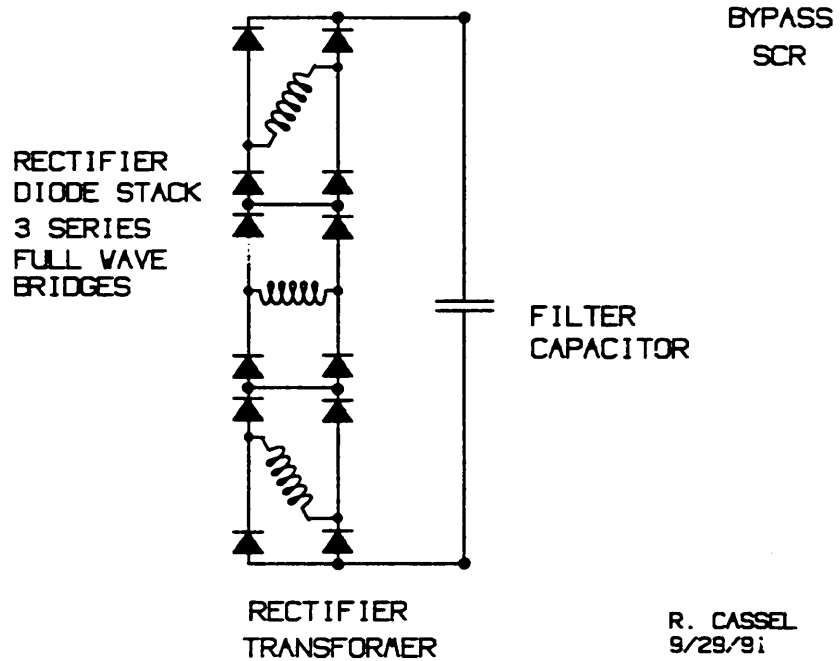 BYPASS
SCR
RECTIFIER
DIODE STACK
3 SERIES
FULL WAVE
BRIDGES
FILTER
CAPACITOR
RECTIFIER
TRANSFORMER
R. CASSEL
9/29/91